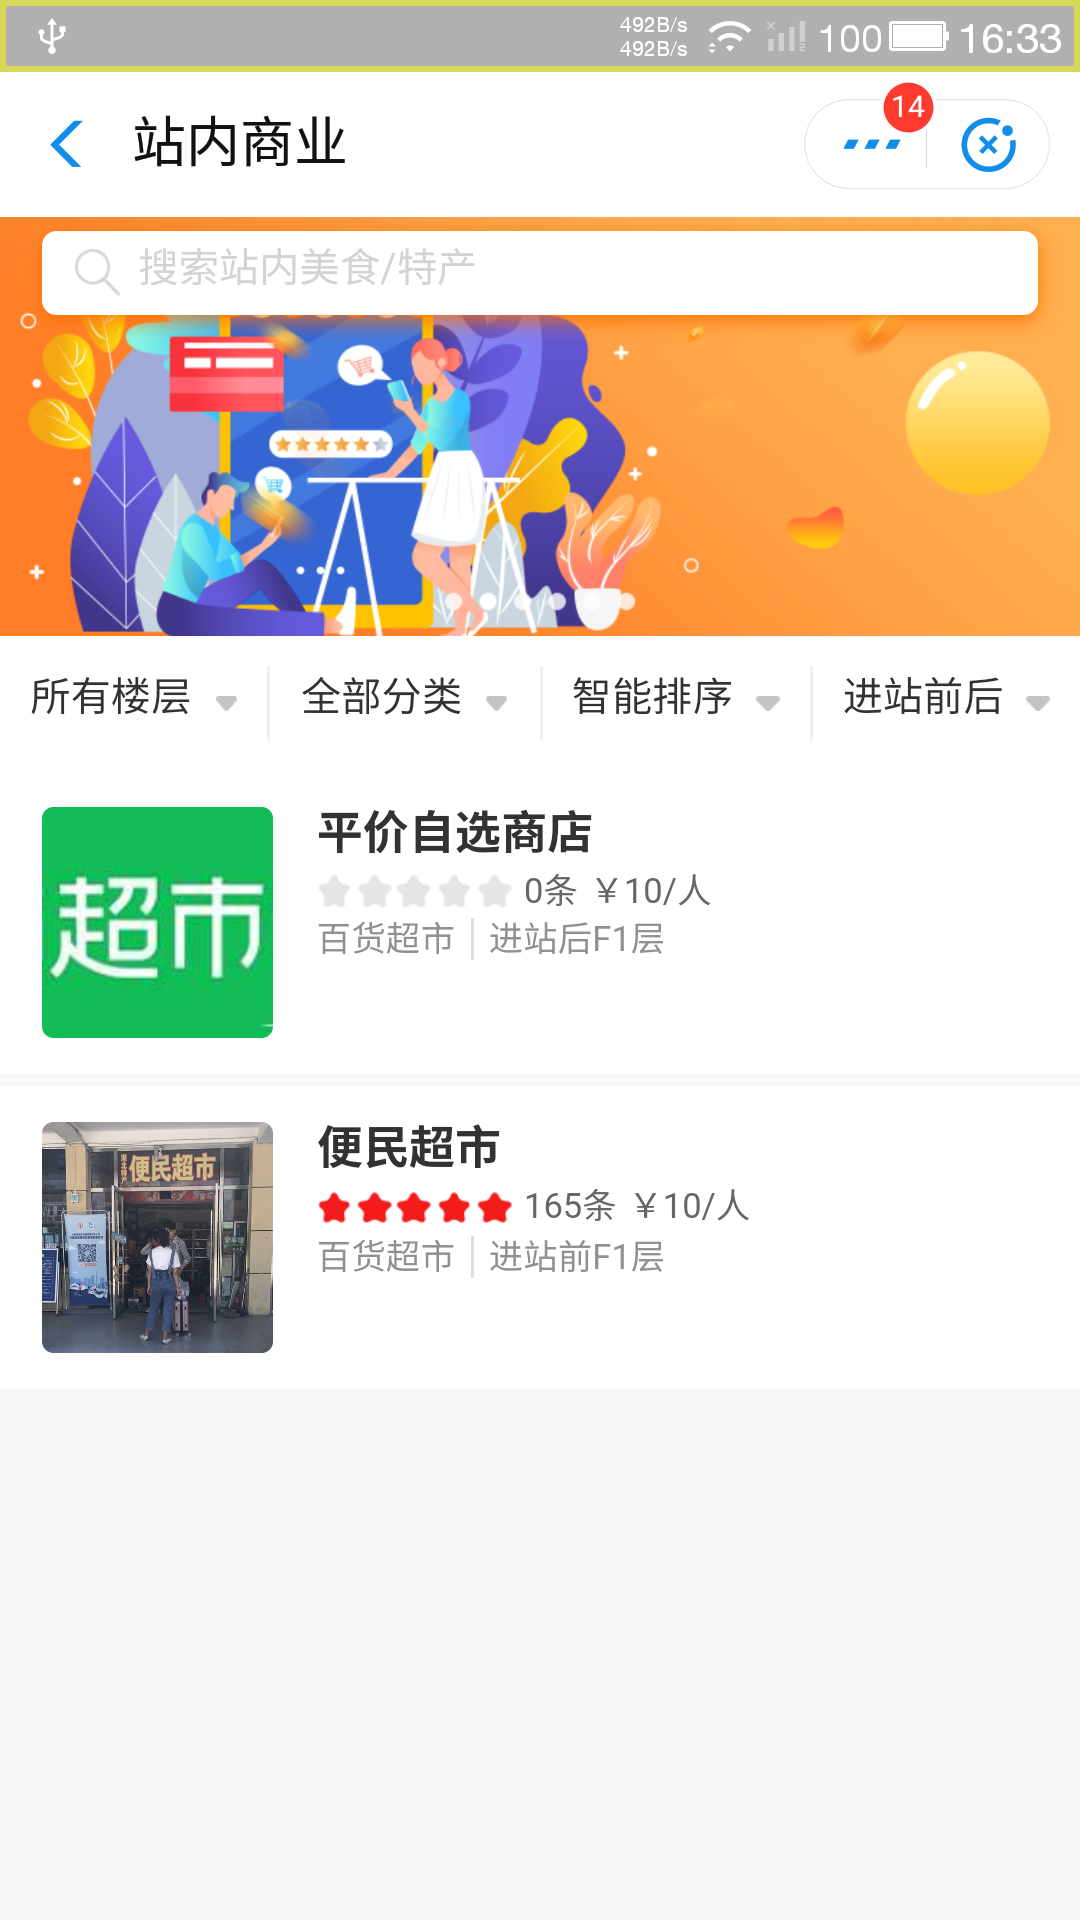 492B/s
492B/s
100
16:33
站内商业
14
搜索站内美食/特产
所有楼层
全部分类
智能排序
进站前后
超市
平价自选商店
0条 ￥10/人
百货超市 进站后F1层
便民超市
便民超市
165条 ￥10/人
百货超市 进站前F1层